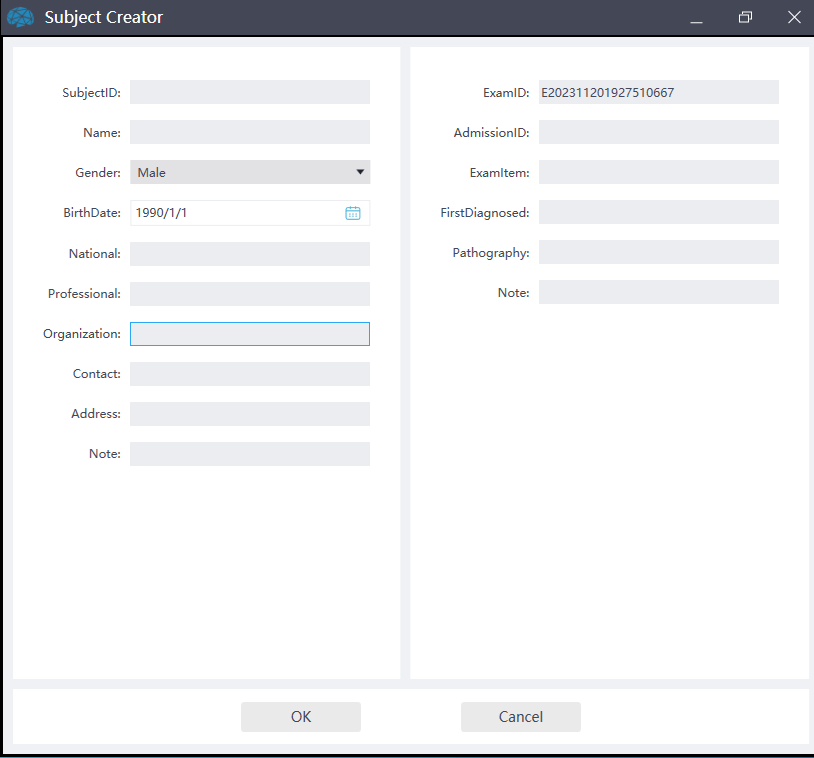 Subject Creator
SubjectID:
Name:
Gender: Male
BirthDate: 1990/1/1
National:
Professional:
Organization:
Contact:
Address:
Note:
ExamID: E202311201927510667
AdmissionID:
ExamItem:
FirstDiagnosed:
Pathography:
Note:
OK
Cancel